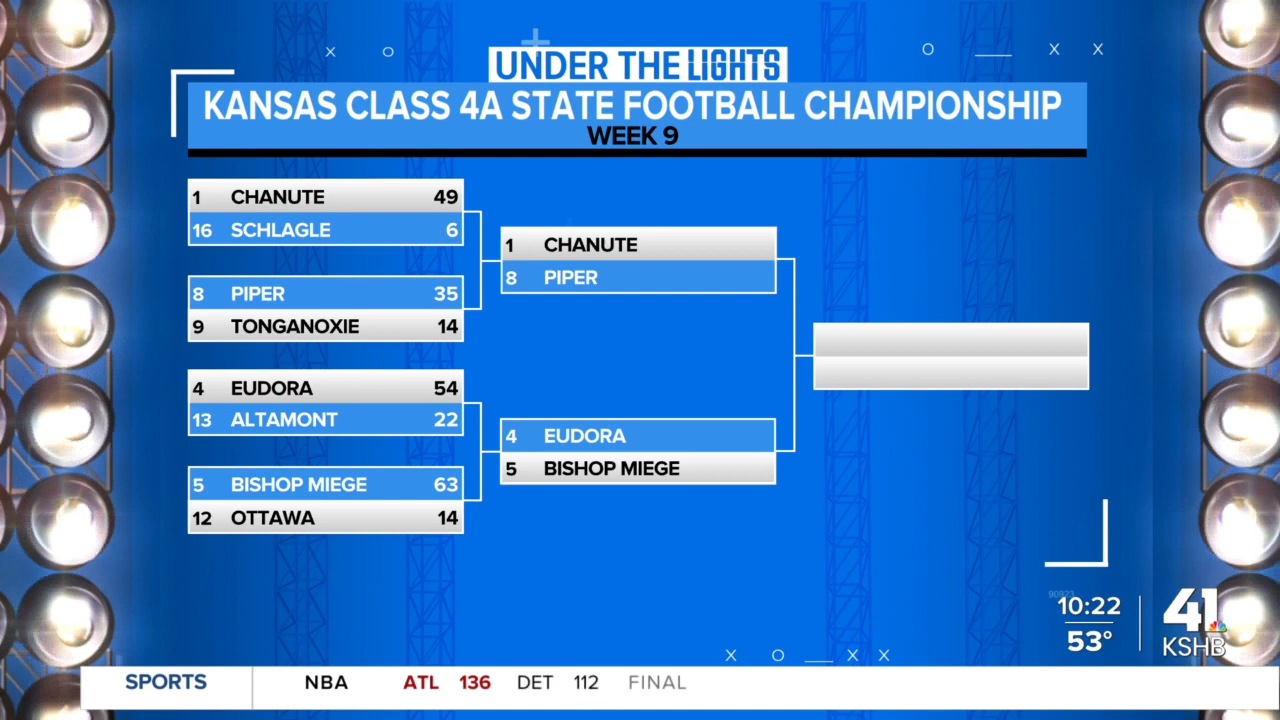 UNDER THE LIGHTS
KANSAS CLASS 4A STATE FOOTBALL CHAMPIONSHIP
WEEK 9
1 CHANUTE 49
16 SCHLAGLE 6
8 PIPER 35
9 TONGANOXIE 14
4 EUDORA 54
13 ALTAMONT 22
5 BISHOP MIEGE 63
12 OTTAWA 14
1 CHANUTE
8 PIPER
4 EUDORA
5 BISHOP MIEGE
90823
10:22
53°
41
KSHB
SPORTS NBA ATL 136 DET 112 FINAL